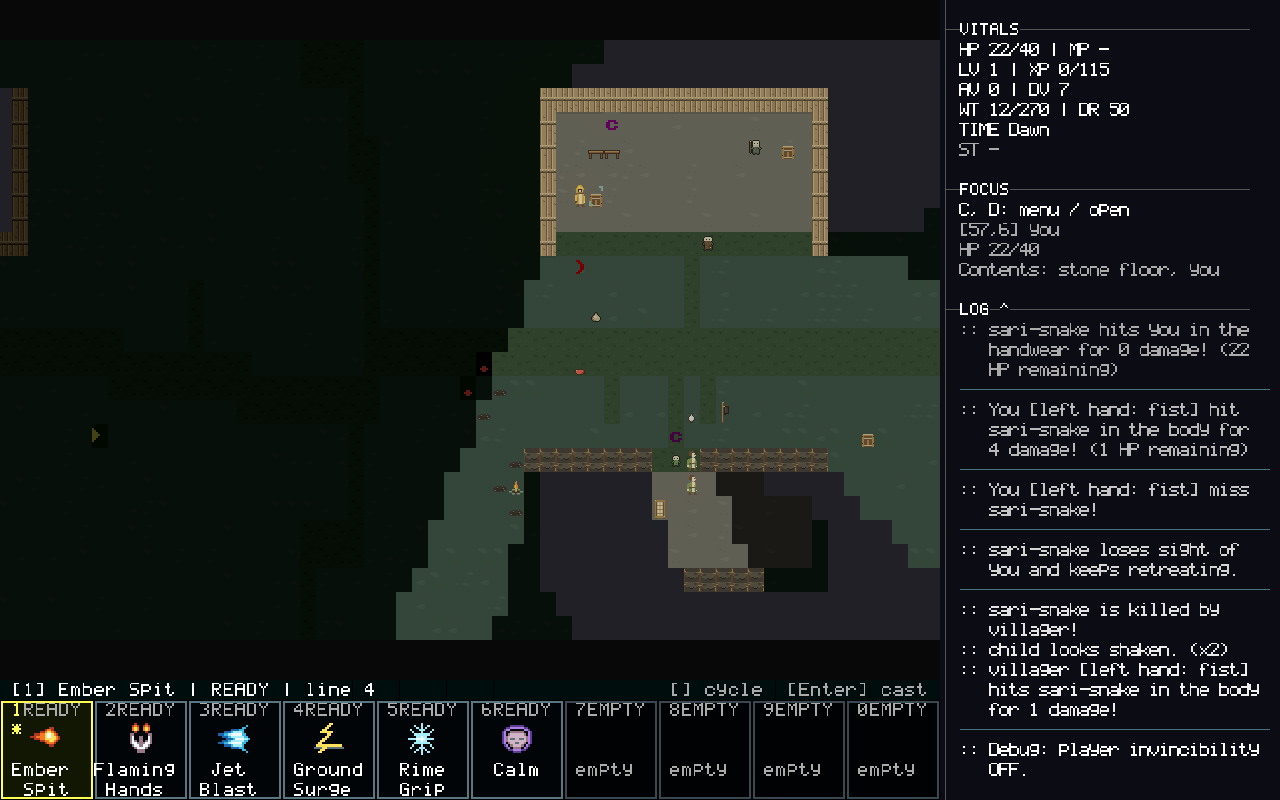 VITALS
HP 22/40 | MP -
LV 1 | XP 0/115
AV 0 | DV 7
WT 12/270 | DR 50
TIME Dawn
ST -
FOCUS
C, D: menu / oPen
[57,6] You
HP 22/40
Contents: stone floor, You
LOG ^
:: sari-snake hits You in the
handwear for 0 damage! (22
HP remaining)
:: You [left hand: fist] hit
sari-snake in the body for
4 damage! (1 HP remaining)
:: You [left hand: fist] miss
sari-snake!
:: sari-snake loses sight of
You and keeps retreating.
:: sari-snake is killed by
villager!
:: child looks shaken. (x2)
:: villager [left hand: fist]
hits sari-snake in the body
for 1 damage!
:: Debug: Player invincibility
OFF.
[1] Ember Spit | READY | line 4
[] cycle [Enter] cast
1READY 2READY 3READY 4READY 5READY 6READY 7EMPTY 8EMPTY 9EMPTY 0EMPTY
*
Ember Flaming Jet Ground Rime Calm empty empty empty empty
Spit Hands Blast Surge Grip